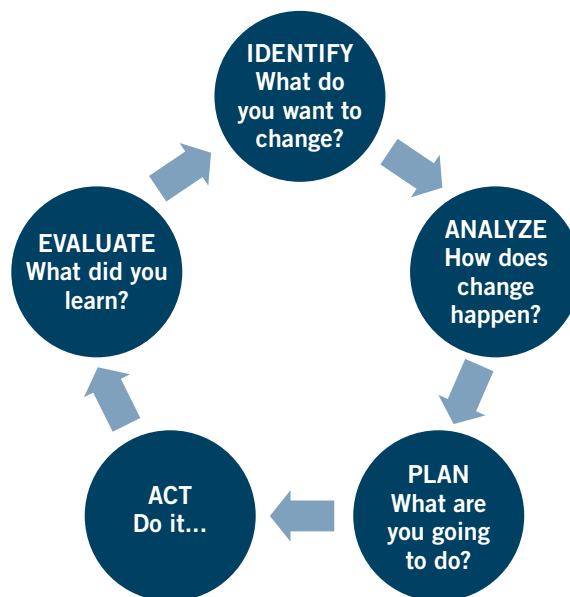 IDENTIFY
What do
you want to
change?
ANALYZE
How does
change
happen?
PLAN
What are
you going
to do?
ACT
Do it...
EVALUATE
What did you
learn?